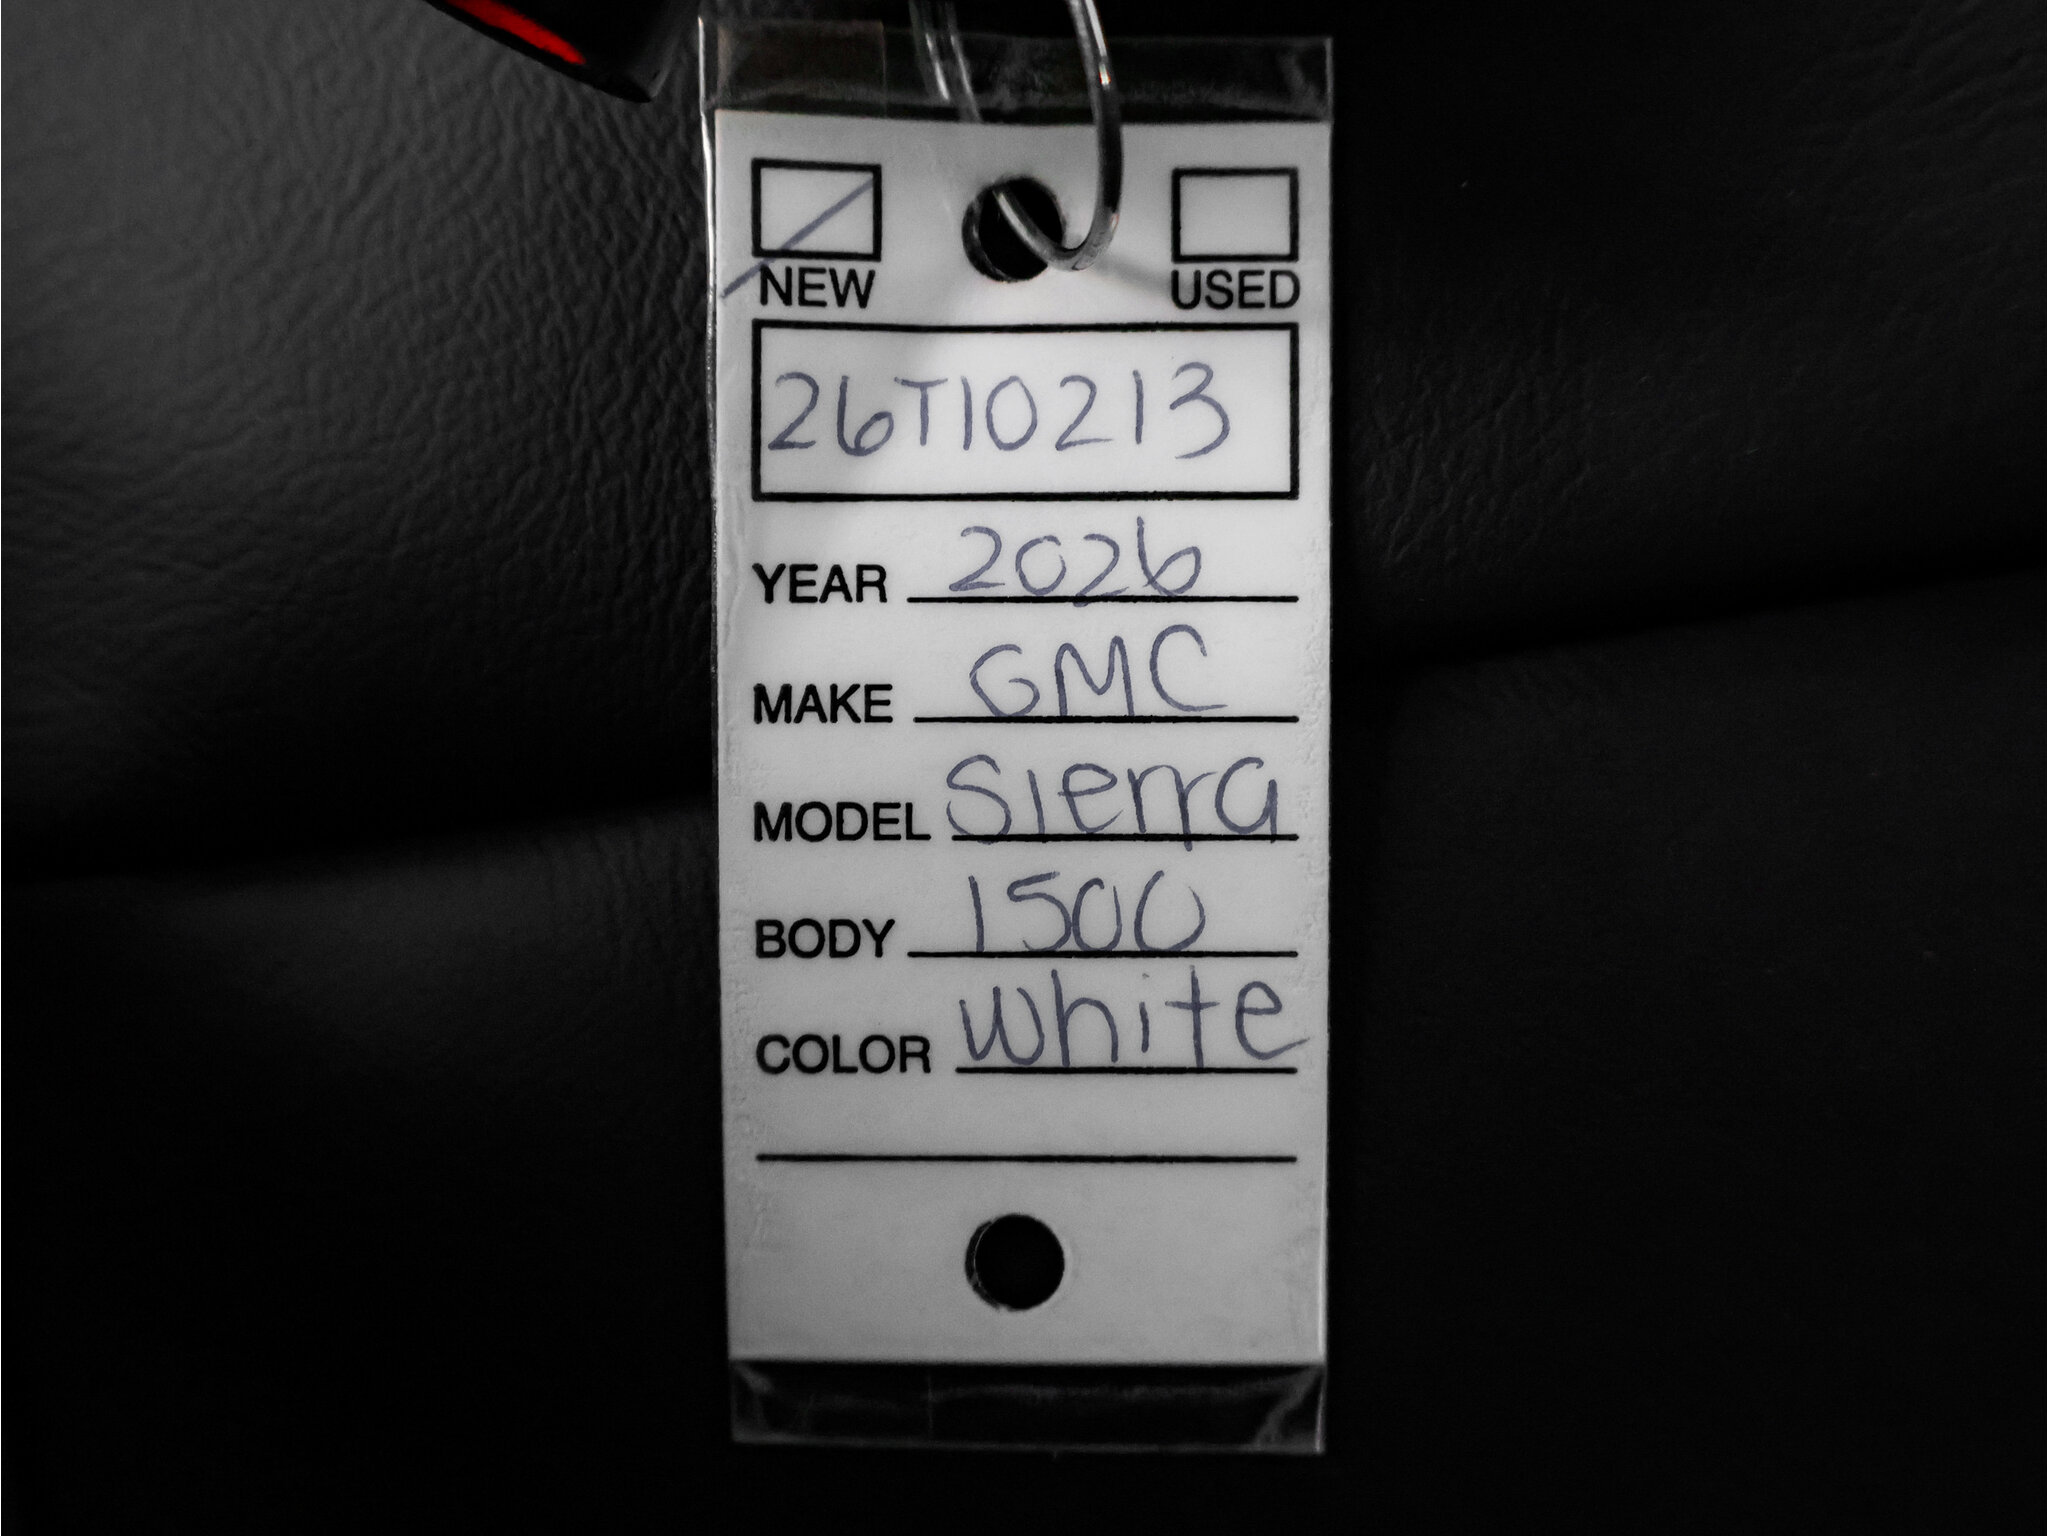 NEW USED
26T10213
YEAR 2026
MAKE GMC
MODEL Sierra
BODY 1500
COLOR White